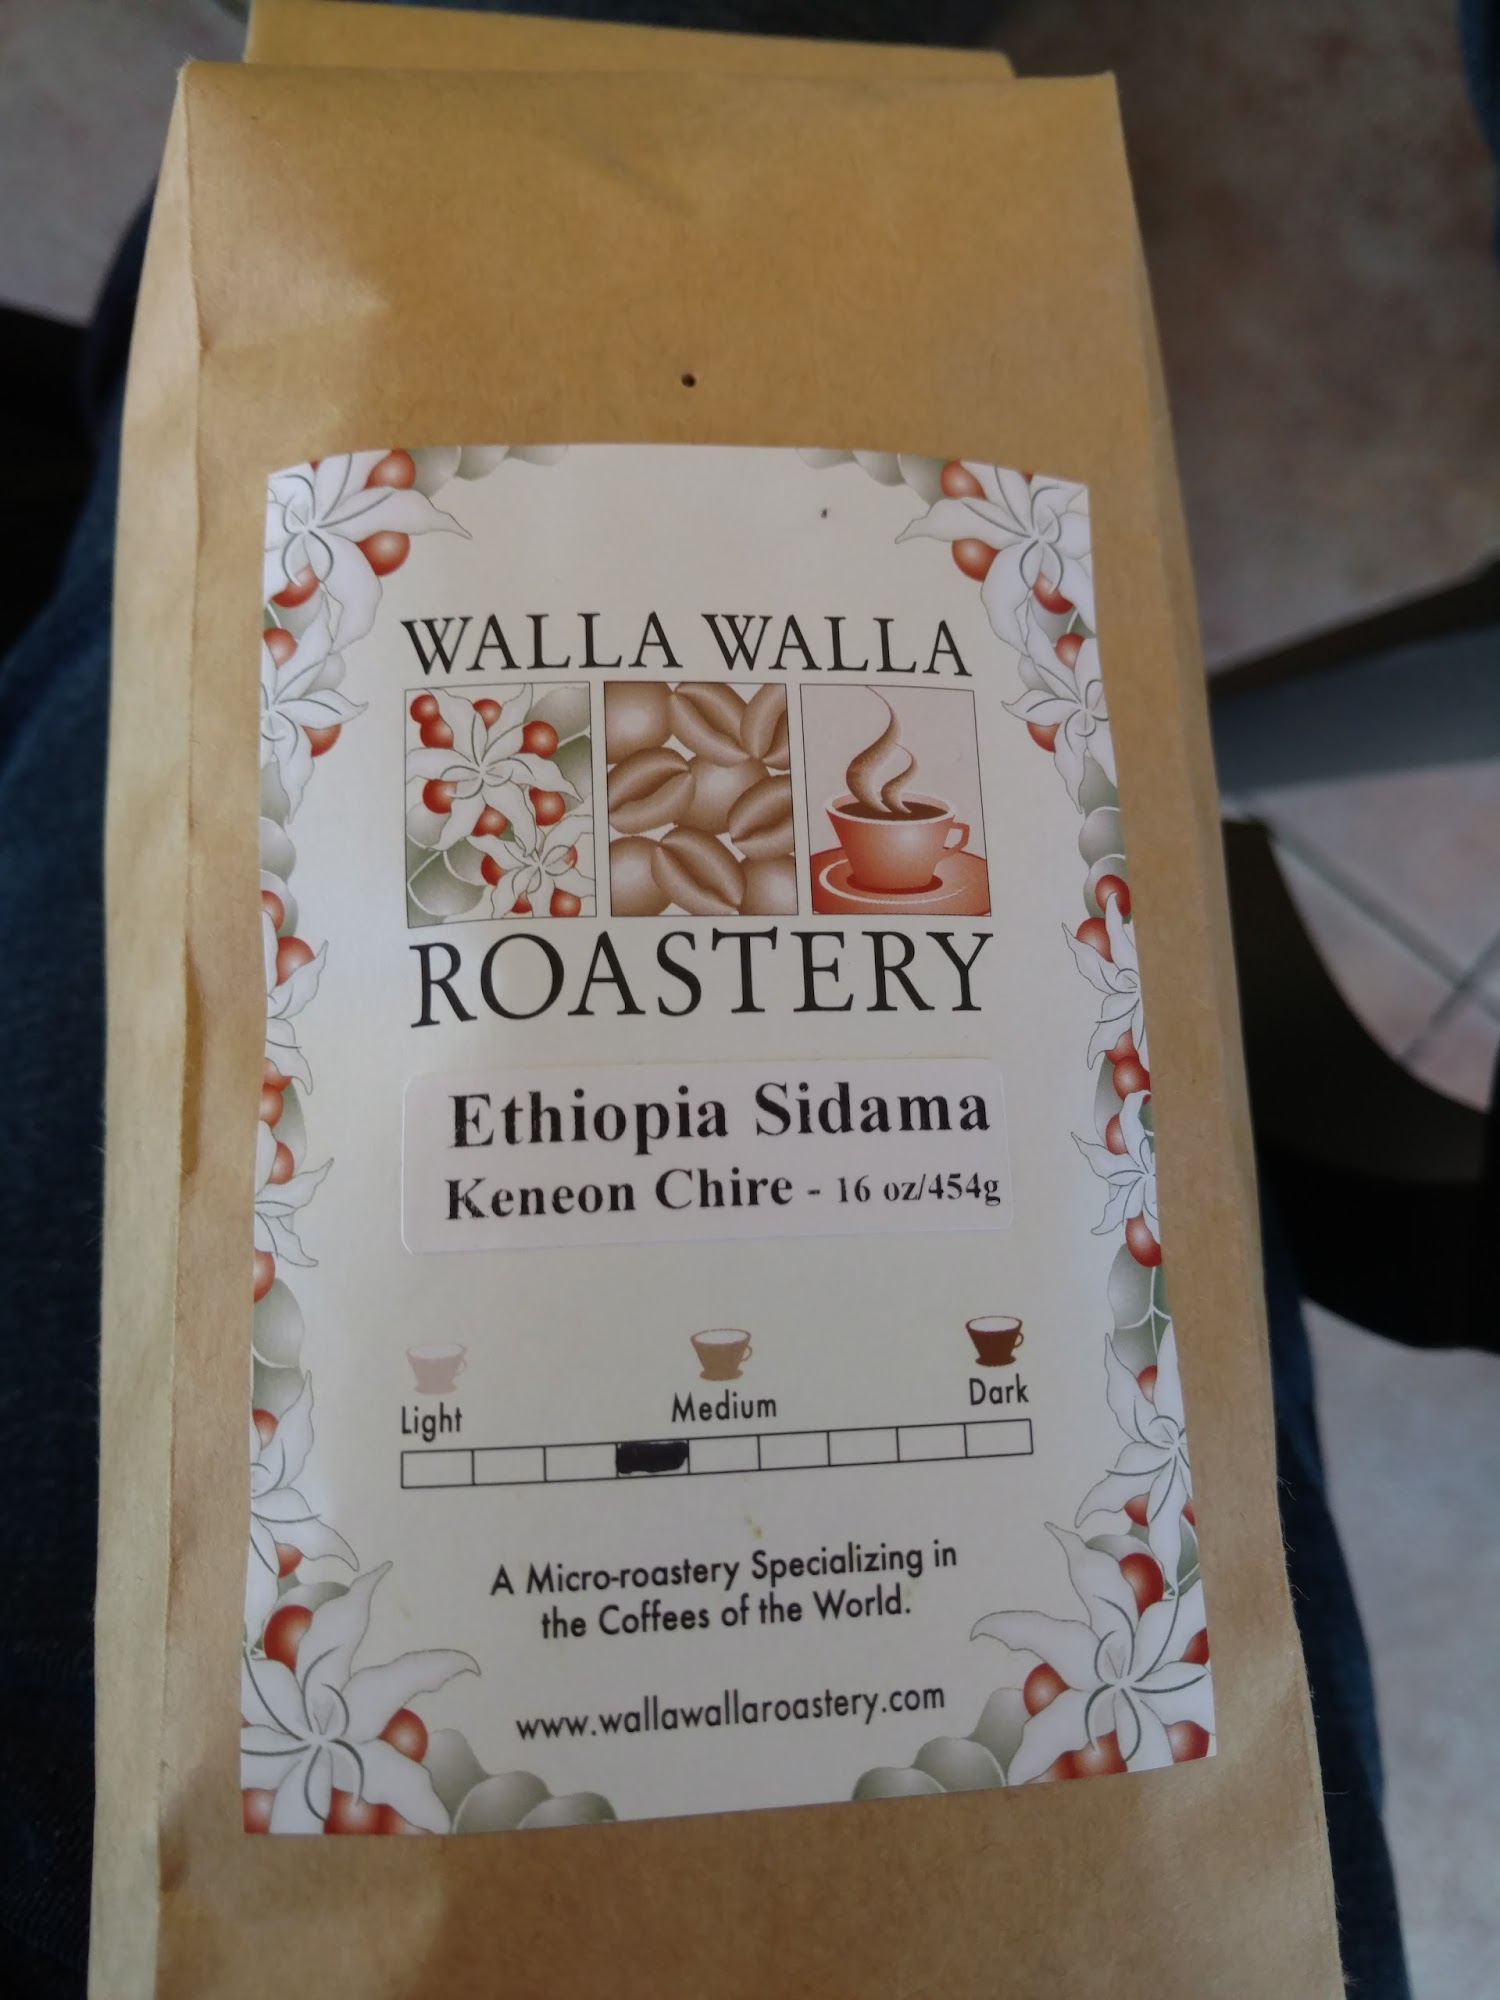 WALLA WALLA
ROASTERY
Ethiopia Sidama
Keneon Chire - 16 oz/454g
Light Medium Dark
A Micro-roastery Specializing in
the Coffees of the World.
www.wallawallaroastery.com